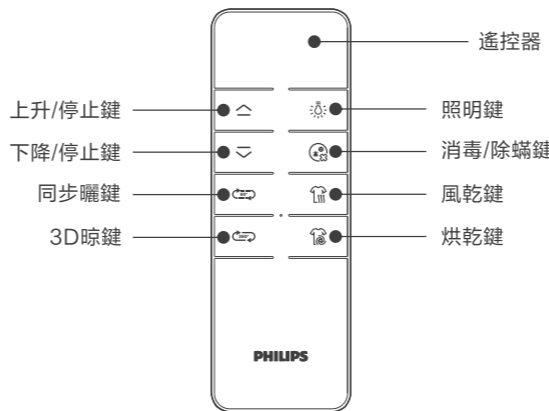 遙控器
上升/停止鍵
照明鍵
下降/停止鍵
消毒/除蟎鍵
同步曬鍵
風乾鍵
3D晾鍵
烘乾鍵
PHILIPS